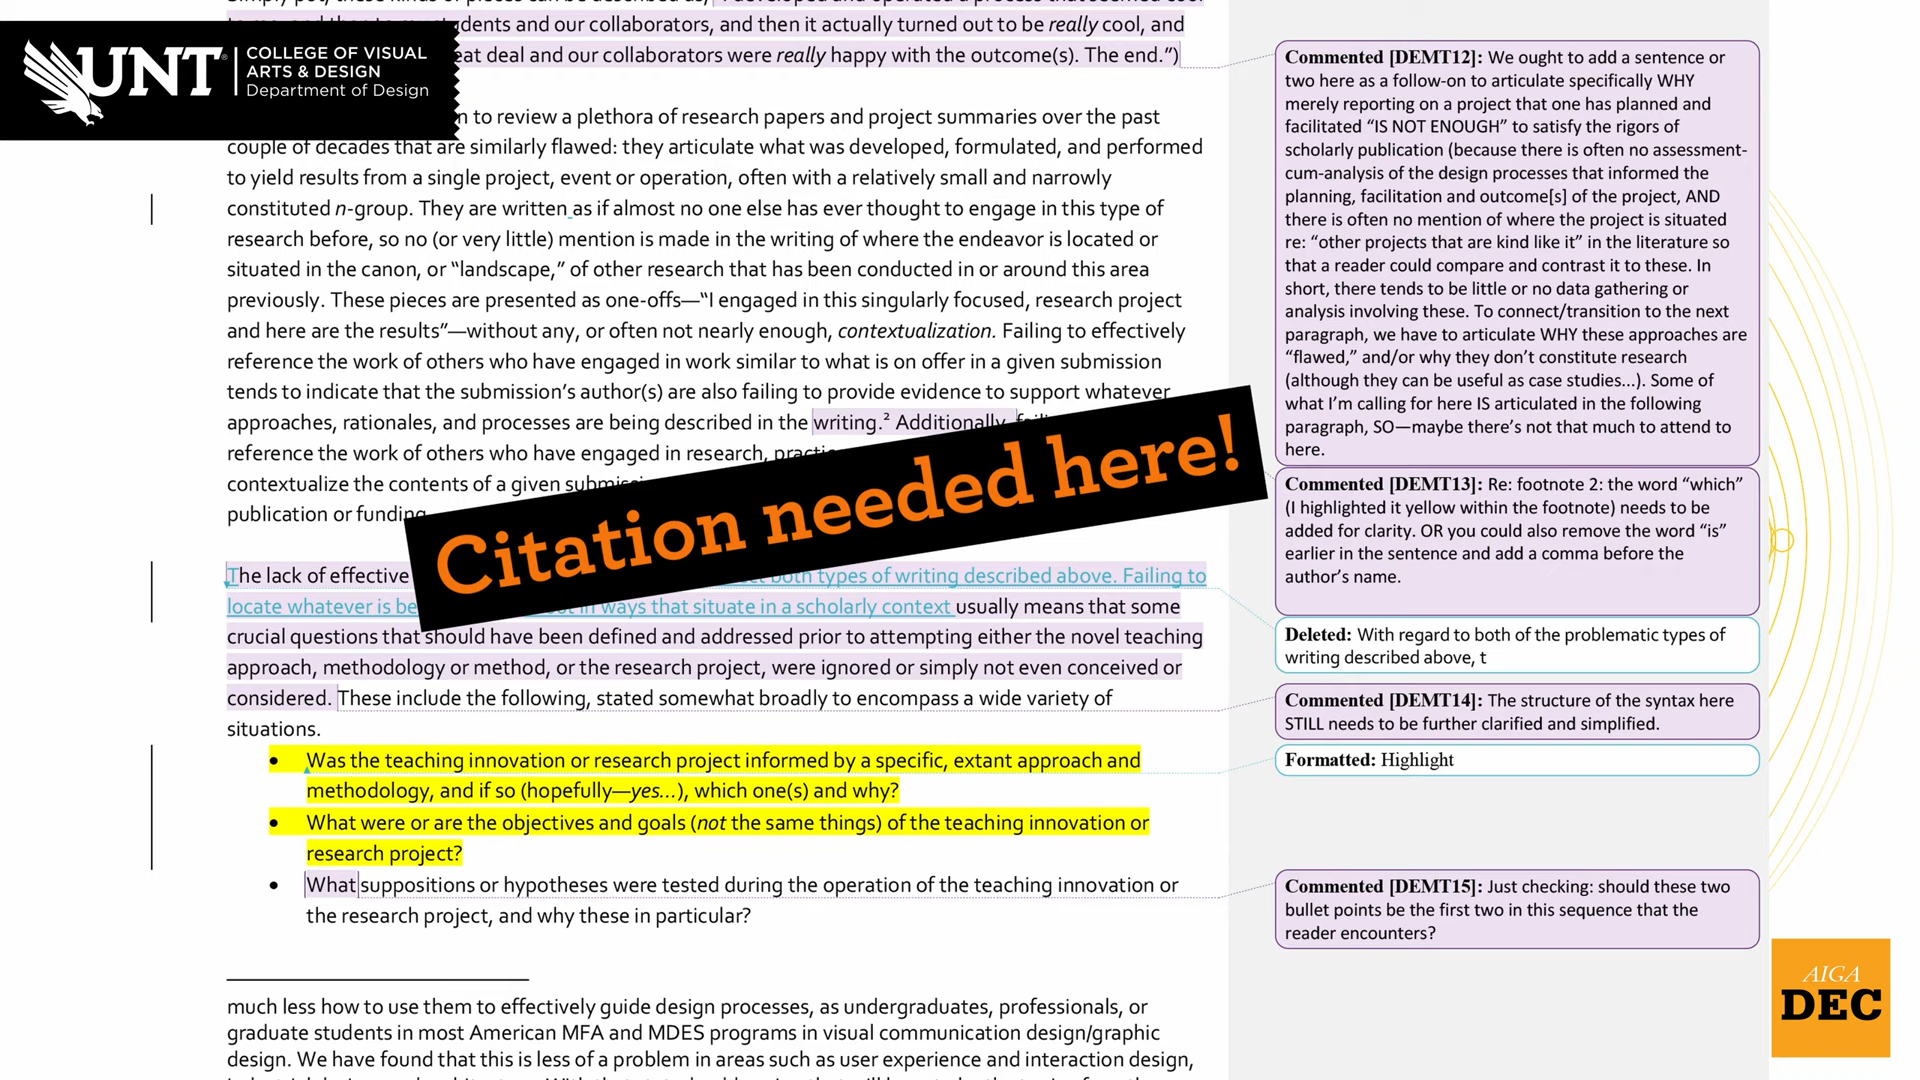 dents and our collaborators, and then it actually turned out to be really cool, and
eat deal and our collaborators were really happy with the outcome(s). The end.”)
UNT
COLLEGE OF VISUAL
ARTS & DESIGN
Department of Design
n to review a plethora of research papers and project summaries over the past
couple of decades that are similarly flawed: they articulate what was developed, formulated, and performed
to yield results from a single project, event or operation, often with a relatively small and narrowly
constituted n-group. They are written as if almost no one else has ever thought to engage in this type of
research before, so no (or very little) mention is made in the writing of where the endeavor is located or
situated in the canon, or “landscape,” of other research that has been conducted in or around this area
previously. These pieces are presented as one-offs—“I engaged in this singularly focused, research project
and here are the results”—without any, or often not nearly enough, contextualization. Failing to effectively
reference the work of others who have engaged in work similar to what is on offer in a given submission
tends to indicate that the submission’s author(s) are also failing to provide evidence to support whatever
approaches, rationales, and processes are being described in the writing.² Additionally,
reference the work of others who have engaged in research,
contextualize the contents of a given
publication or funding
Citation needed here!
The lack of effective both types of writing described above. Failing to
locate whatever is in ways that situate in a scholarly context usually means that some
crucial questions that should have been defined and addressed prior to attempting either the novel teaching
approach, methodology or method, or the research project, were ignored or simply not even conceived or
considered. These include the following, stated somewhat broadly to encompass a wide variety of
situations.
• Was the teaching innovation or research project informed by a specific, extant approach and
methodology, and if so (hopefully—yes…), which one(s) and why?
• What were or are the objectives and goals (not the same things) of the teaching innovation or
research project?
• What suppositions or hypotheses were tested during the operation of the teaching innovation or
the research project, and why these in particular?
much less how to use them to effectively guide design processes, as undergraduates, professionals, or
graduate students in most American MFA and MDES programs in visual communication design/graphic
design. We have found that this is less of a problem in areas such as user experience and interaction design,
Commented [DEMT12]: We ought to add a sentence or
two here as a follow-on to articulate specifically WHY
merely reporting on a project that one has planned and
facilitated “IS NOT ENOUGH” to satisfy the rigors of
scholarly publication (because there is often no assessment-
cum-analysis of the design processes that informed the
planning, facilitation and outcome[s] of the project, AND
there is often no mention of where the project is situated
re: “other projects that are kind like it” in the literature so
that a reader could compare and contrast it to these. In
short, there tends to be little or no data gathering or
analysis involving these. To connect/transition to the next
paragraph, we have to articulate WHY these approaches are
“flawed,” and/or why they don’t constitute research
(although they can be useful as case studies…). Some of
what I’m calling for here IS articulated in the following
paragraph, SO—maybe there’s not that much to attend to
here.
Commented [DEMT13]: Re: footnote 2: the word “which”
(I highlighted it yellow within the footnote) needs to be
added for clarity. OR you could also remove the word “is”
earlier in the sentence and add a comma before the
author’s name.
Deleted: With regard to both of the problematic types of
writing described above, t
Commented [DEMT14]: The structure of the syntax here
STILL needs to be further clarified and simplified.
Formatted: Highlight
Commented [DEMT15]: Just checking: should these two
bullet points be the first two in this sequence that the
reader encounters?
AIGA
DEC